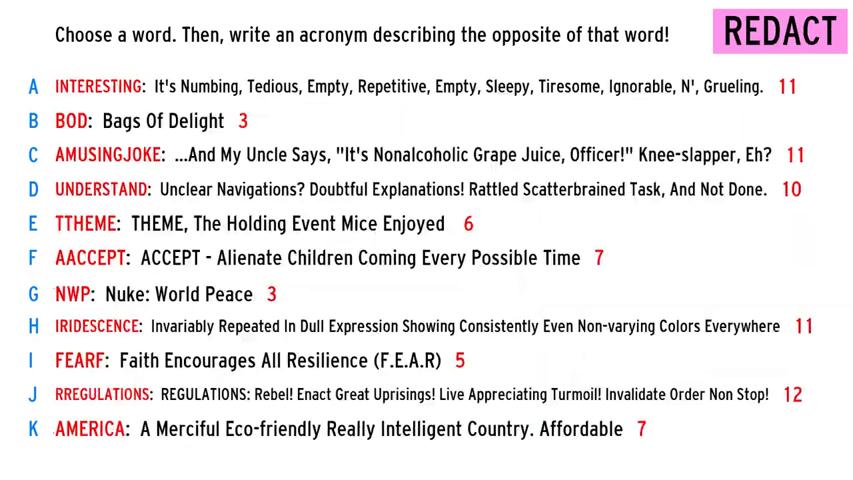 Choose a word. Then, write an acronym describing the opposite of that word!
REDACT
A INTERESTING: It's Numbing, Tedious, Empty, Repetitive, Empty, Sleepy, Tiresome, Ignorable, N', Grueling. 11
B BOD: Bags Of Delight 3
C AMUSINGJOKE: ...And My Uncle Says, "It's Nonalcoholic Grape Juice, Officer!" Knee-slapper, Eh? 11
D UNDERSTAND: Unclear Navigations? Doubtful Explanations! Rattled Scatterbrained Task, And Not Done. 10
E TTHEME: THEME, The Holding Event Mice Enjoyed 6
F AACCEPT: ACCEPT - Alienate Children Coming Every Possible Time 7
G NWP: Nuke: World Peace 3
H IRIDESCENCE: Invariably Repeated In Dull Expression Showing Consistently Even Non-varying Colors Everywhere 11
I FEARF: Faith Encourages All Resilience (F.E.A.R) 5
J RREGULATIONS: REGULATIONS: Rebel! Enact Great Uprisings! Live Appreciating Turmoil! Invalidate Order Non Stop! 12
K AMERICA: A Merciful Eco-friendly Really Intelligent Country. Affordable 7